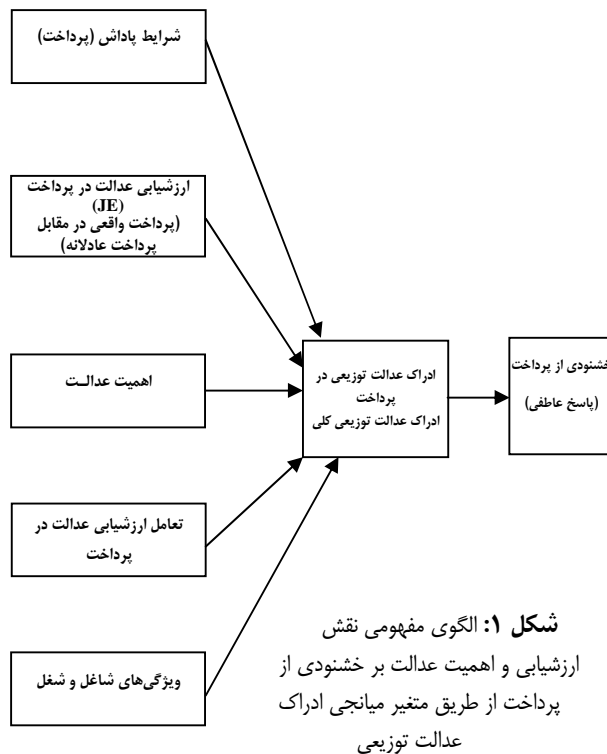 شرایط پاداش (پرداخت)
ارزشیابی عدالت در پرداخت
(JE)
(پرداخت واقعی در مقابل
پرداخت عادلانه)
اهمیت عدالـت
تعامل ارزشیابی عدالت در
پرداخت
ویژگی‌های شاغل و شغل
ادراک عدالت توزیعی در
پرداخت
ادراک عدالت توزیعی کلی
خشنودی از پرداخت
(پاسخ عاطفی)
شکل ۱: الگوی مفهومی نقش
ارزشیابی و اهمیت عدالت بر خشنودی از
پرداخت از طریق متغیر میانجی ادراک
عدالت توزیعی